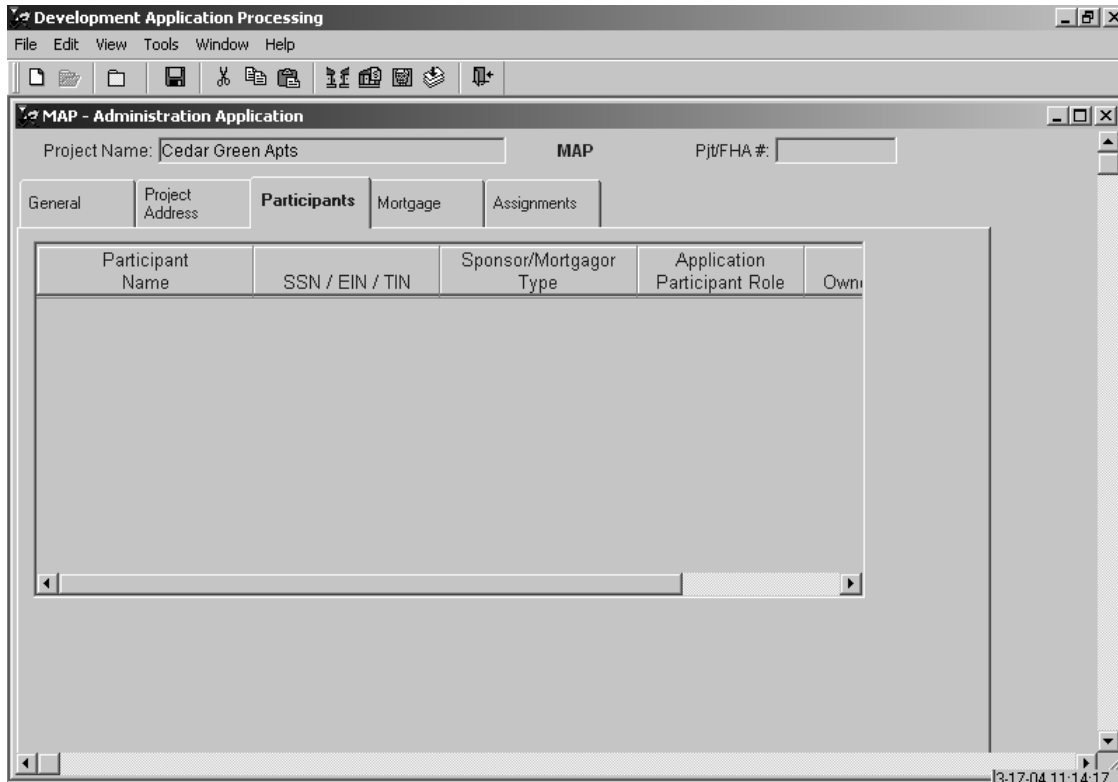 Development Application Processing
File Edit View Tools Window Help
MAP - Administration Application
Project Name: Cedar Green Apts MAP Pjt/FHA #:
General Project Address Participants Mortgage Assignments
Participant Name SSN / EIN / TIN Sponsor/Mortgagor Type Application Participant Role Own
3-17-04 11:14:17